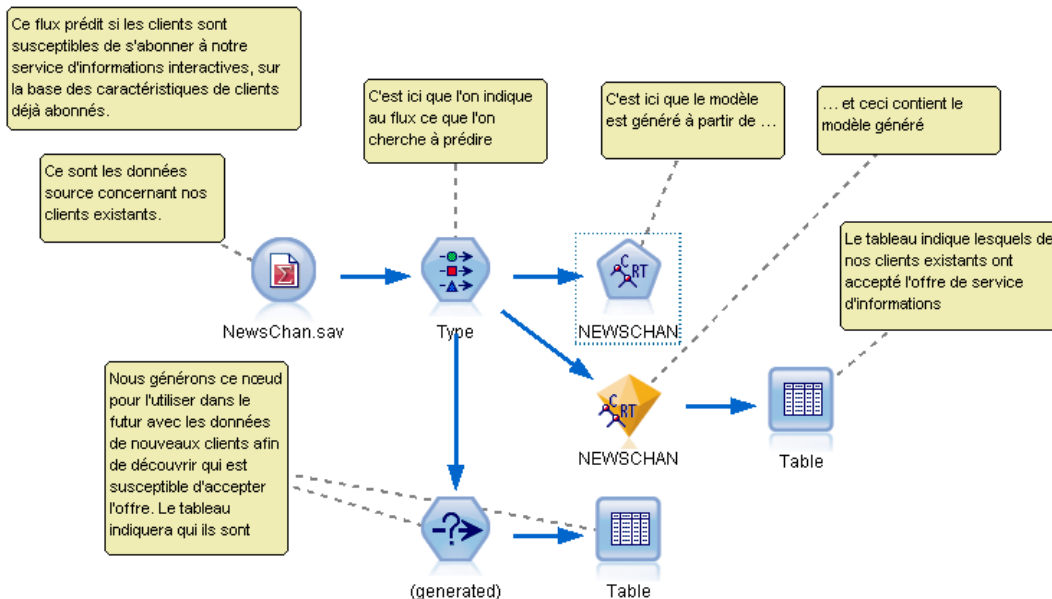 Ce flux prédit si les clients sont
susceptibles de s'abonner à notre
service d'informations interactives, sur
la base des caractéristiques de clients
déjà abonnés.
C'est ici que l'on indique
au flux ce que l'on
cherche à prédire
C'est ici que le modèle
est généré à partir de ...
... et ceci contient le
modèle généré
Ce sont les données
source concernant nos
clients existants.
Le tableau indique lesquels de
nos clients existants ont
accepté l'offre de service
d'informations
NewsChan.sav
Type
C
RT
NEWSCHAN
Nous générons ce nœud
pour l'utiliser dans le
futur avec les données
de nouveaux clients afin
de découvrir qui est
susceptible d'accepter
l'offre. Le tableau
indiquera qui ils sont
C
RT
NEWSCHAN
Table
?
(generated)
Table